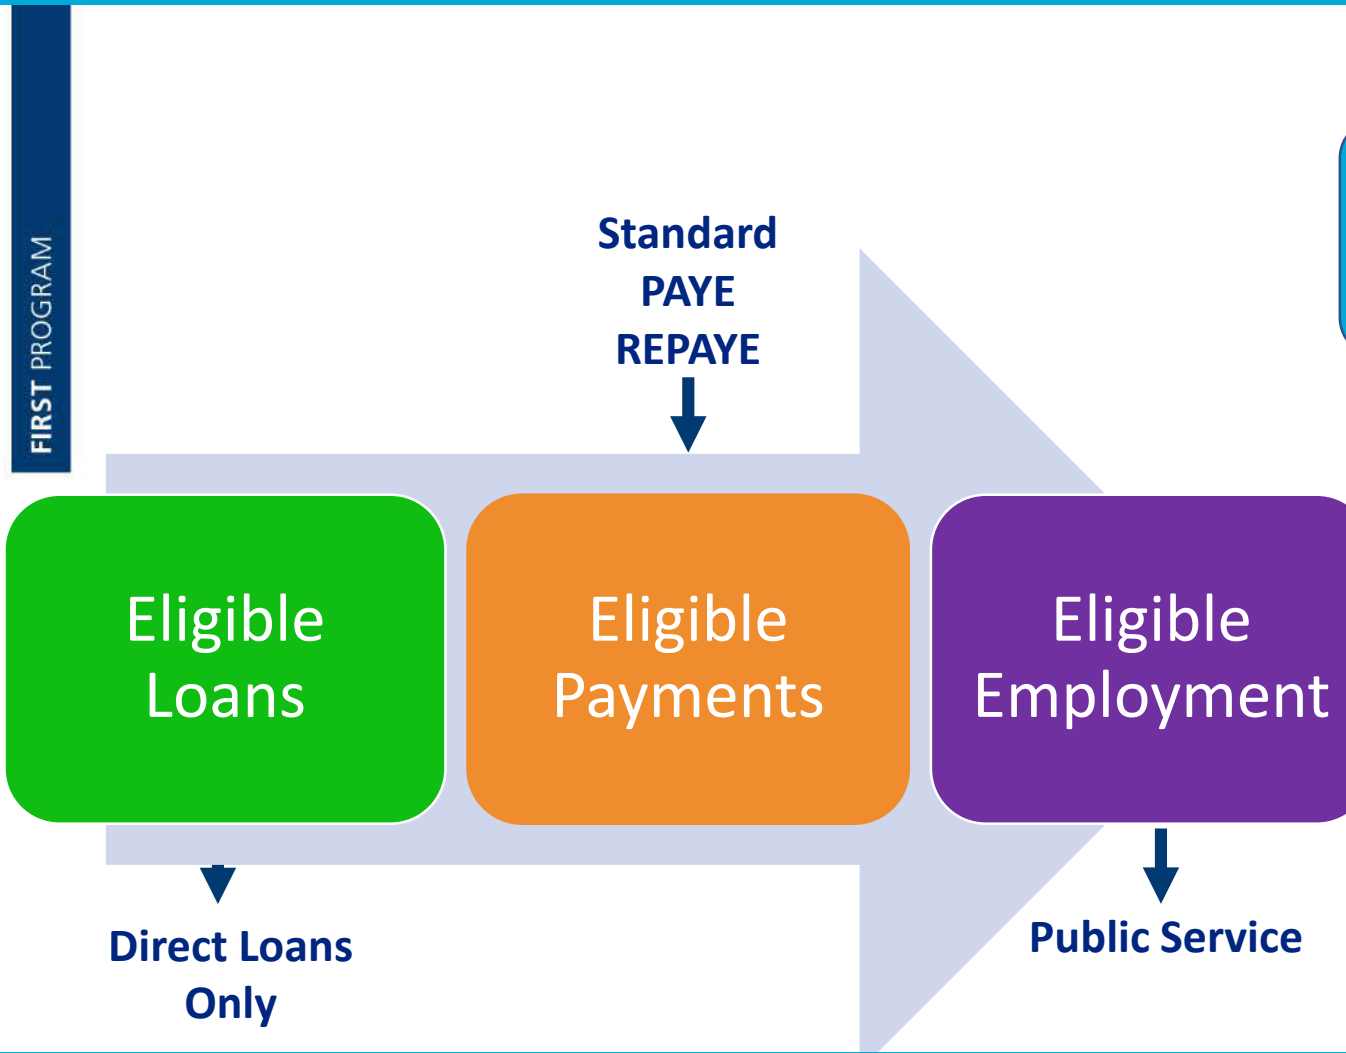 FIRST PROGRAM
Standard
PAYE
REPAYE
Eligible
Loans
Eligible
Payments
Eligible
Employment
Direct Loans
Only
Public Service